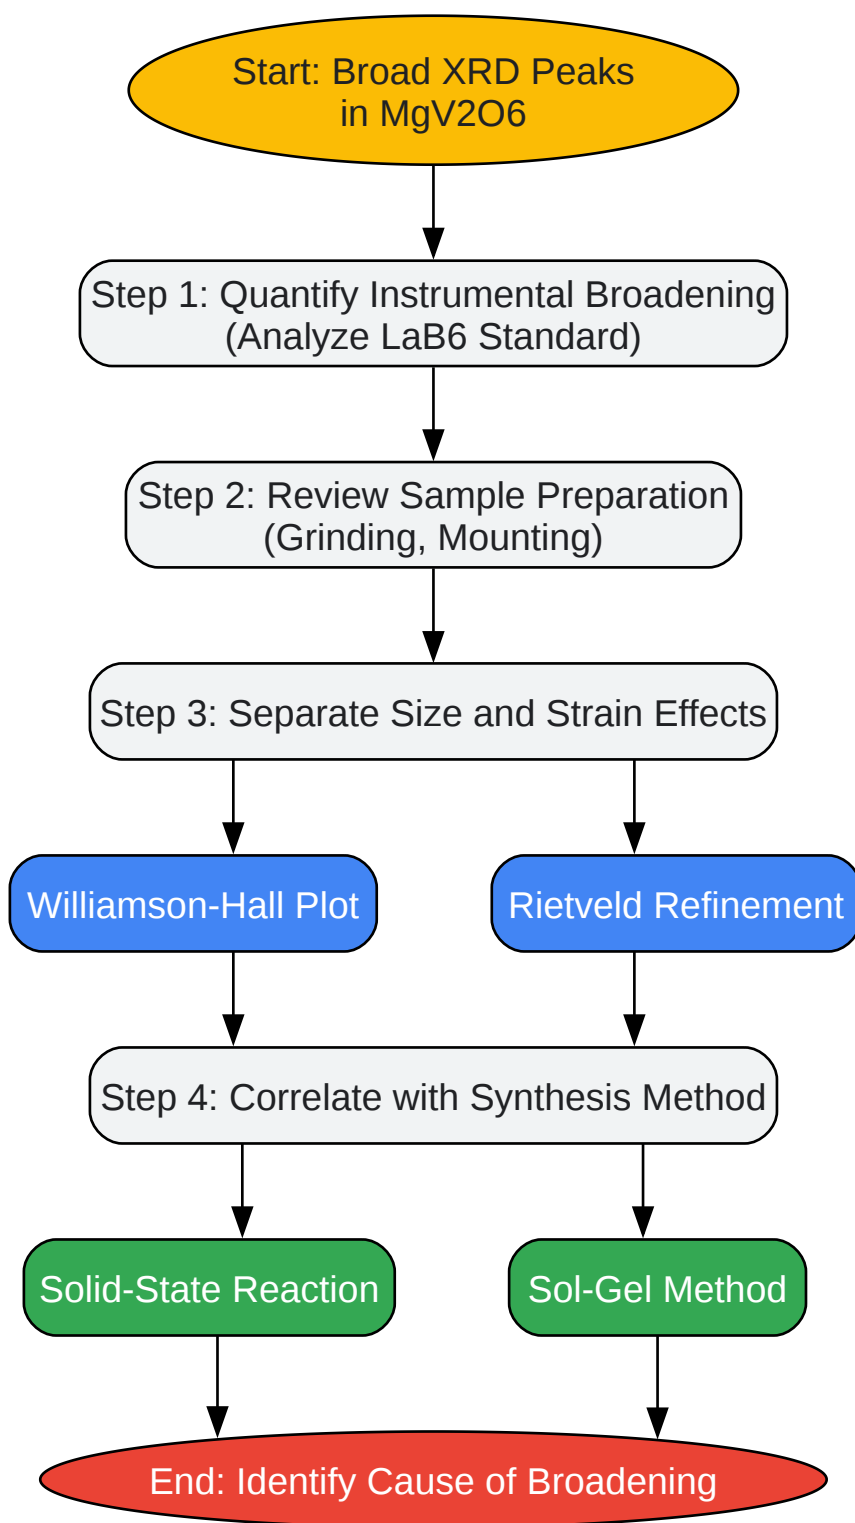 Start: Broad XRD Peaks
in MgV2O6
Step 1: Quantify Instrumental Broadening
(Analyze LaB6 Standard)
Step 2: Review Sample Preparation
(Grinding, Mounting)
Step 3: Separate Size and Strain Effects
Williamson-Hall Plot
Rietveld Refinement
Step 4: Correlate with Synthesis Method
Solid-State Reaction
Sol-Gel Method
End: Identify Cause of Broadening